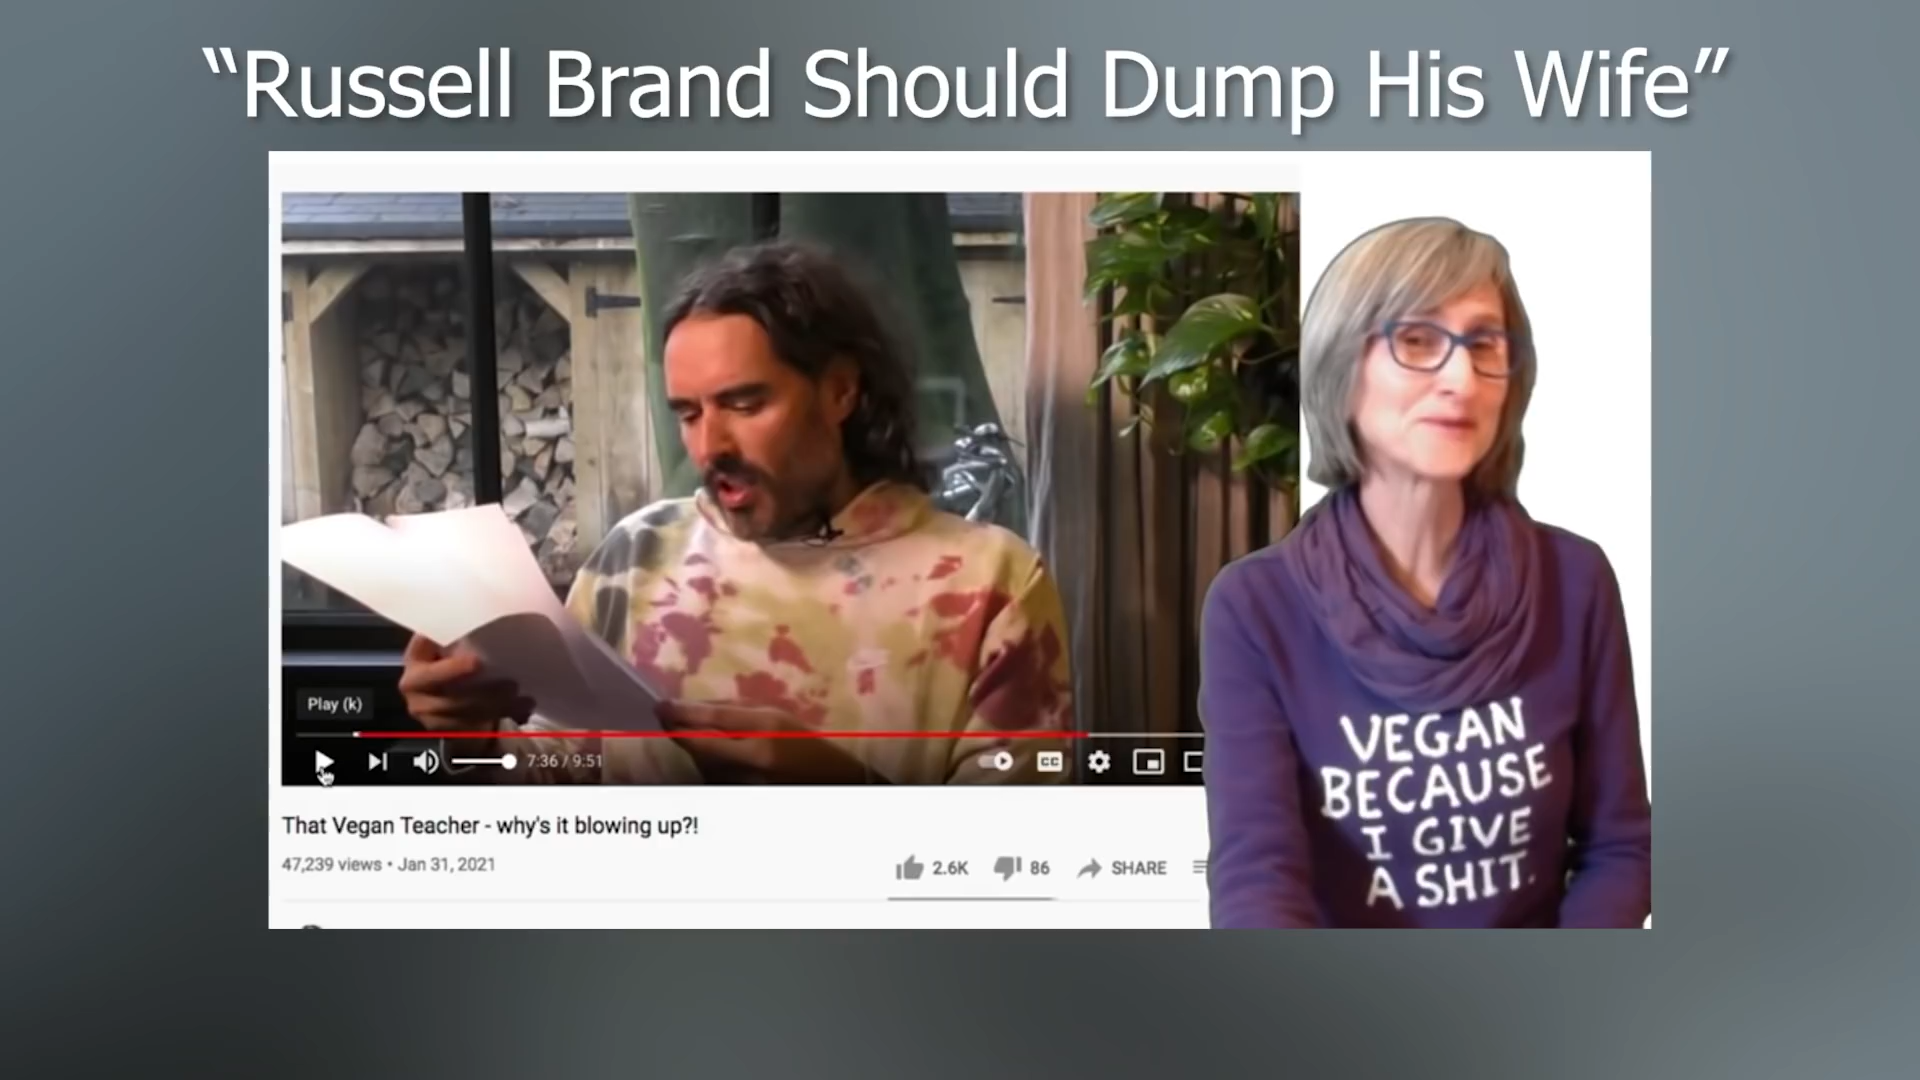 “Russell Brand Should Dump His Wife”
Play (k)
7:36 / 9:51
CC
That Vegan Teacher - why's it blowing up?!
47,239 views • Jan 31, 2021
2.6K
86
SHARE
VEGAN
BECAUSE
I GIVE
A SHIT.